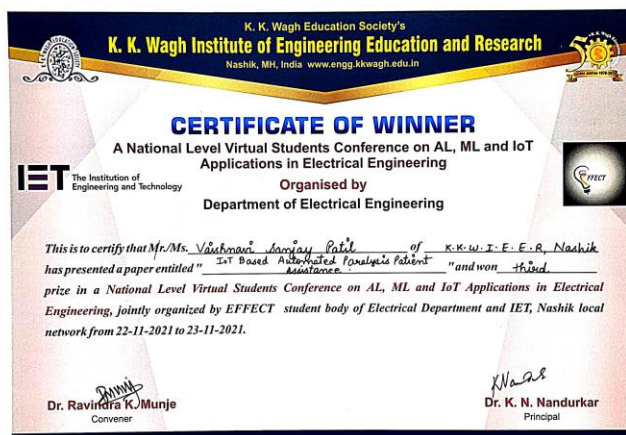 K. K. Wagh Education Society's
K. K. Wagh Institute of Engineering Education and Research
Nashik, MH, India www.engg.kkwagh.edu.in
CERTIFICATE OF WINNER
A National Level Virtual Students Conference on AL, ML and IoT
Applications in Electrical Engineering
IET The Institution of
Engineering and Technology
Organised by
Department of Electrical Engineering
EFFECT
This is to certify that Mr./Ms. Vaishnavi Sanjay Patil of K.K.W.I.E.E.R, Nashik
has presented a paper entitled " IoT Based Automated Paralysis Patient
Assistance. " and won third
prize in a National Level Virtual Students Conference on AL, ML and IoT Applications in Electrical
Engineering, jointly organized by EFFECT student body of Electrical Department and IET, Nashik local
network from 22-11-2021 to 23-11-2021.
Dr. Ravindra K. Munje
Convener
Dr. K. N. Nandurkar
Principal